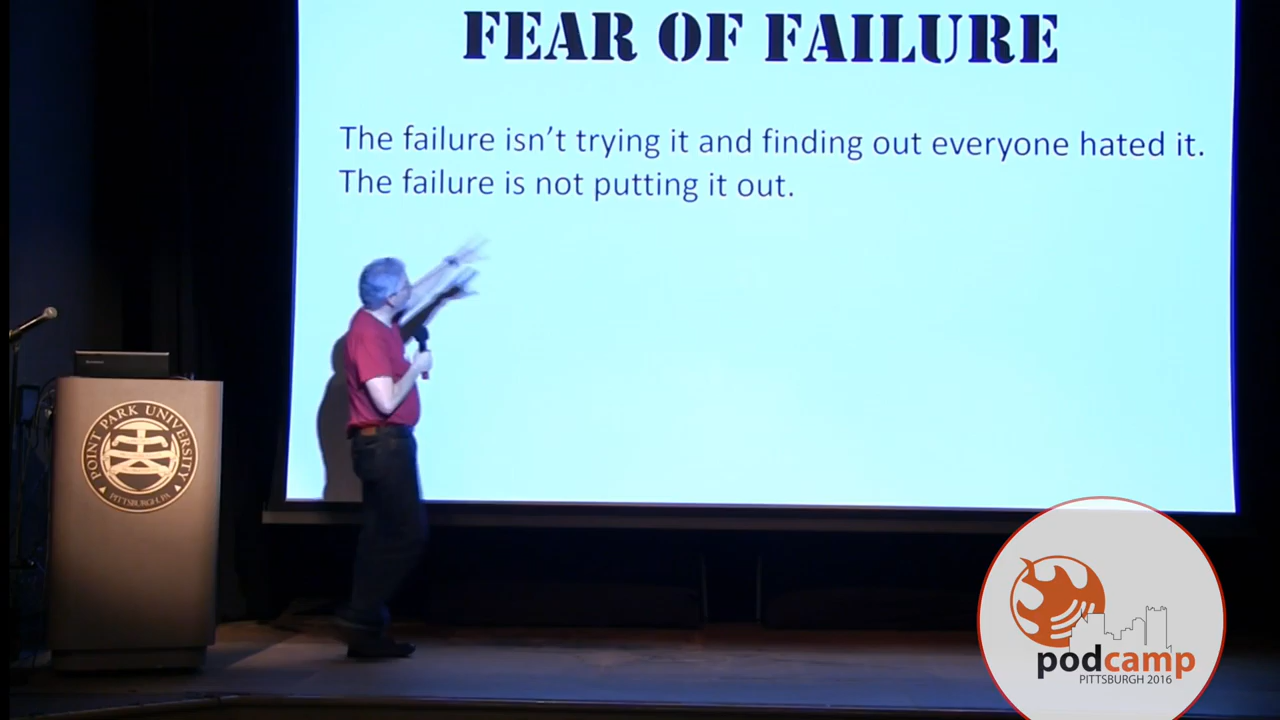 FEAR OF FAILURE
The failure isn't trying it and finding out everyone hated it.
The failure is not putting it out.
POINT PARK UNIVERSITY
PITTSBURGH, PA
podcamp
PITTSBURGH 2016